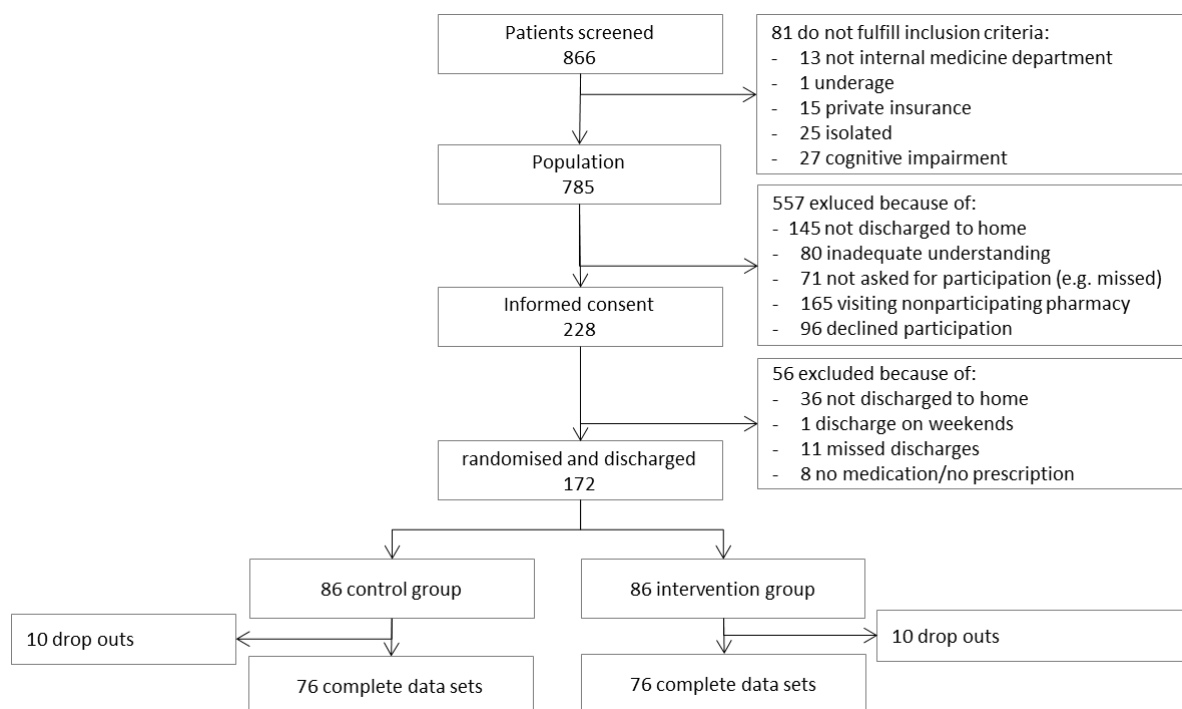 Patients screened
866
81 do not fulfill inclusion criteria:
- 13 not internal medicine department
- 1 underage
- 15 private insurance
- 25 isolated
- 27 cognitive impairment
Population
785
557 exluced because of:
- 145 not discharged to home
- 80 inadequate understanding
- 71 not asked for participation (e.g. missed)
- 165 visiting nonparticipating pharmacy
- 96 declined participation
Informed consent
228
56 excluded because of:
- 36 not discharged to home
- 1 discharge on weekends
- 11 missed discharges
- 8 no medication/no prescription
randomised and discharged
172
86 control group
86 intervention group
10 drop outs
10 drop outs
76 complete data sets
76 complete data sets